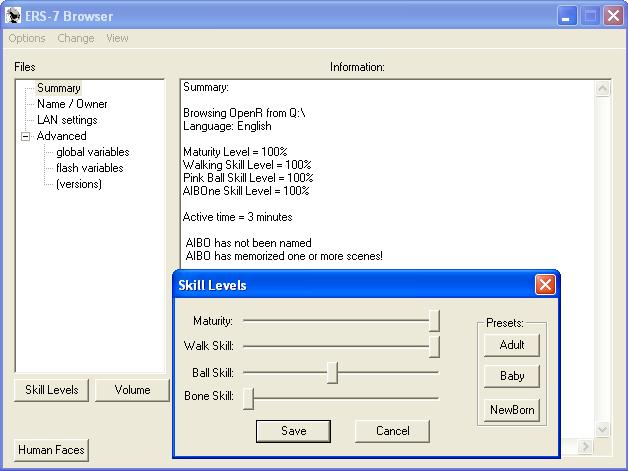 ERS-7 Browser
Options Change View
Files
Information:
Summary
Name / Owner
LAN settings
Advanced
global variables
flash variables
(versions)
Summary:
Browsing OpenR from Q:\
Language: English
Maturity Level = 100%
Walking Skill Level = 100%
Pink Ball Skill Level = 100%
AIBOne Skill Level = 100%
Active time = 3 minutes
AIBO has not been named
AIBO has memorized one or more scenes!
Skill Levels
Volume
Human Faces
Skill Levels
Maturity:
Walk Skill:
Ball Skill:
Bone Skill:
Presets:
Adult
Baby
NewBorn
Save
Cancel